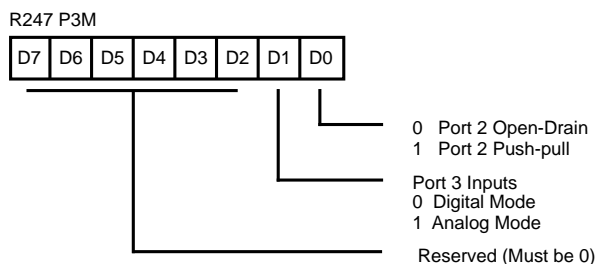 R247 P3M
D7 D6 D5 D4 D3 D2 D1 D0
0 Port 2 Open-Drain
1 Port 2 Push-pull
Port 3 Inputs
0 Digital Mode
1 Analog Mode
Reserved (Must be 0)